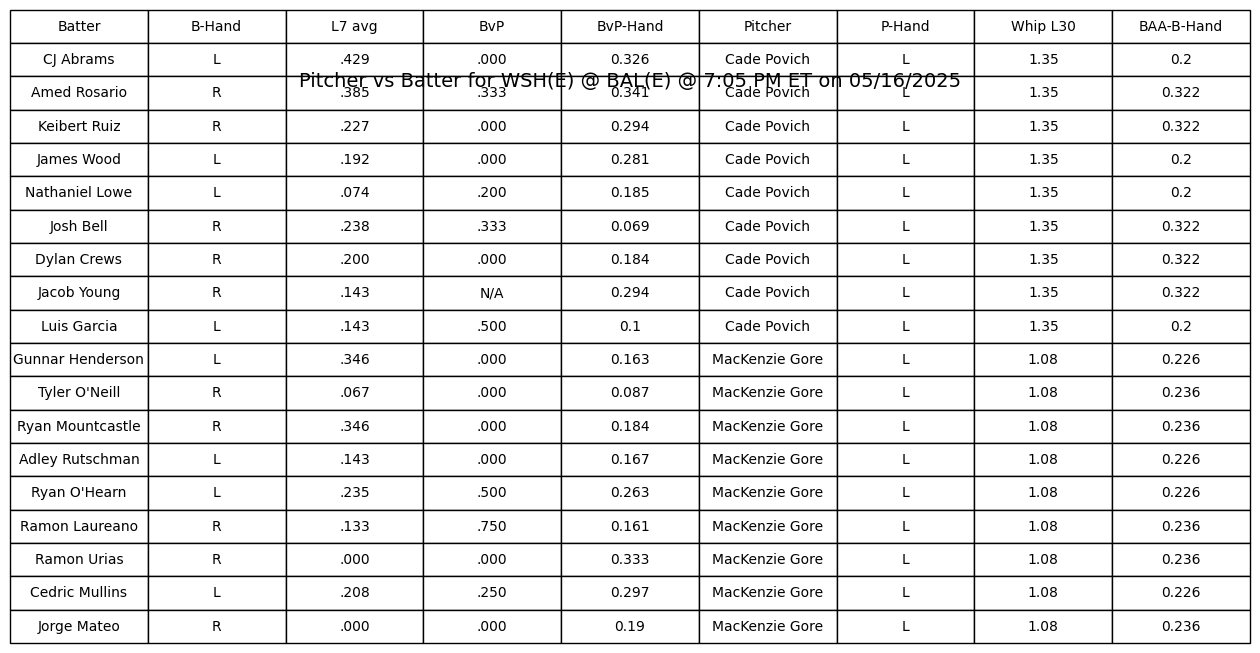 Batter B-Hand L7 avg BvP BvP-Hand Pitcher P-Hand Whip L30 BAA-B-Hand
CJ Abrams L .429 .000 0.326 Cade Povich L 1.35 0.2
Pitcher vs Batter for WSH(E) @ BAL(E) @ 7:05 PM ET on 05/16/2025
Amed Rosario R .385 .333 0.341 Cade Povich L 1.35 0.322
Keibert Ruiz R .227 .000 0.294 Cade Povich L 1.35 0.322
James Wood L .192 .000 0.281 Cade Povich L 1.35 0.2
Nathaniel Lowe L .074 .200 0.185 Cade Povich L 1.35 0.2
Josh Bell R .238 .333 0.069 Cade Povich L 1.35 0.322
Dylan Crews R .200 .000 0.184 Cade Povich L 1.35 0.322
Jacob Young R .143 N/A 0.294 Cade Povich L 1.35 0.322
Luis Garcia L .143 .500 0.1 Cade Povich L 1.35 0.2
Gunnar Henderson L .346 .000 0.163 MacKenzie Gore L 1.08 0.226
Tyler O'Neill R .067 .000 0.087 MacKenzie Gore L 1.08 0.236
Ryan Mountcastle R .346 .000 0.184 MacKenzie Gore L 1.08 0.236
Adley Rutschman L .143 .000 0.167 MacKenzie Gore L 1.08 0.226
Ryan O'Hearn L .235 .500 0.263 MacKenzie Gore L 1.08 0.226
Ramon Laureano R .133 .750 0.161 MacKenzie Gore L 1.08 0.236
Ramon Urias R .000 .000 0.333 MacKenzie Gore L 1.08 0.236
Cedric Mullins L .208 .250 0.297 MacKenzie Gore L 1.08 0.226
Jorge Mateo R .000 .000 0.19 MacKenzie Gore L 1.08 0.236